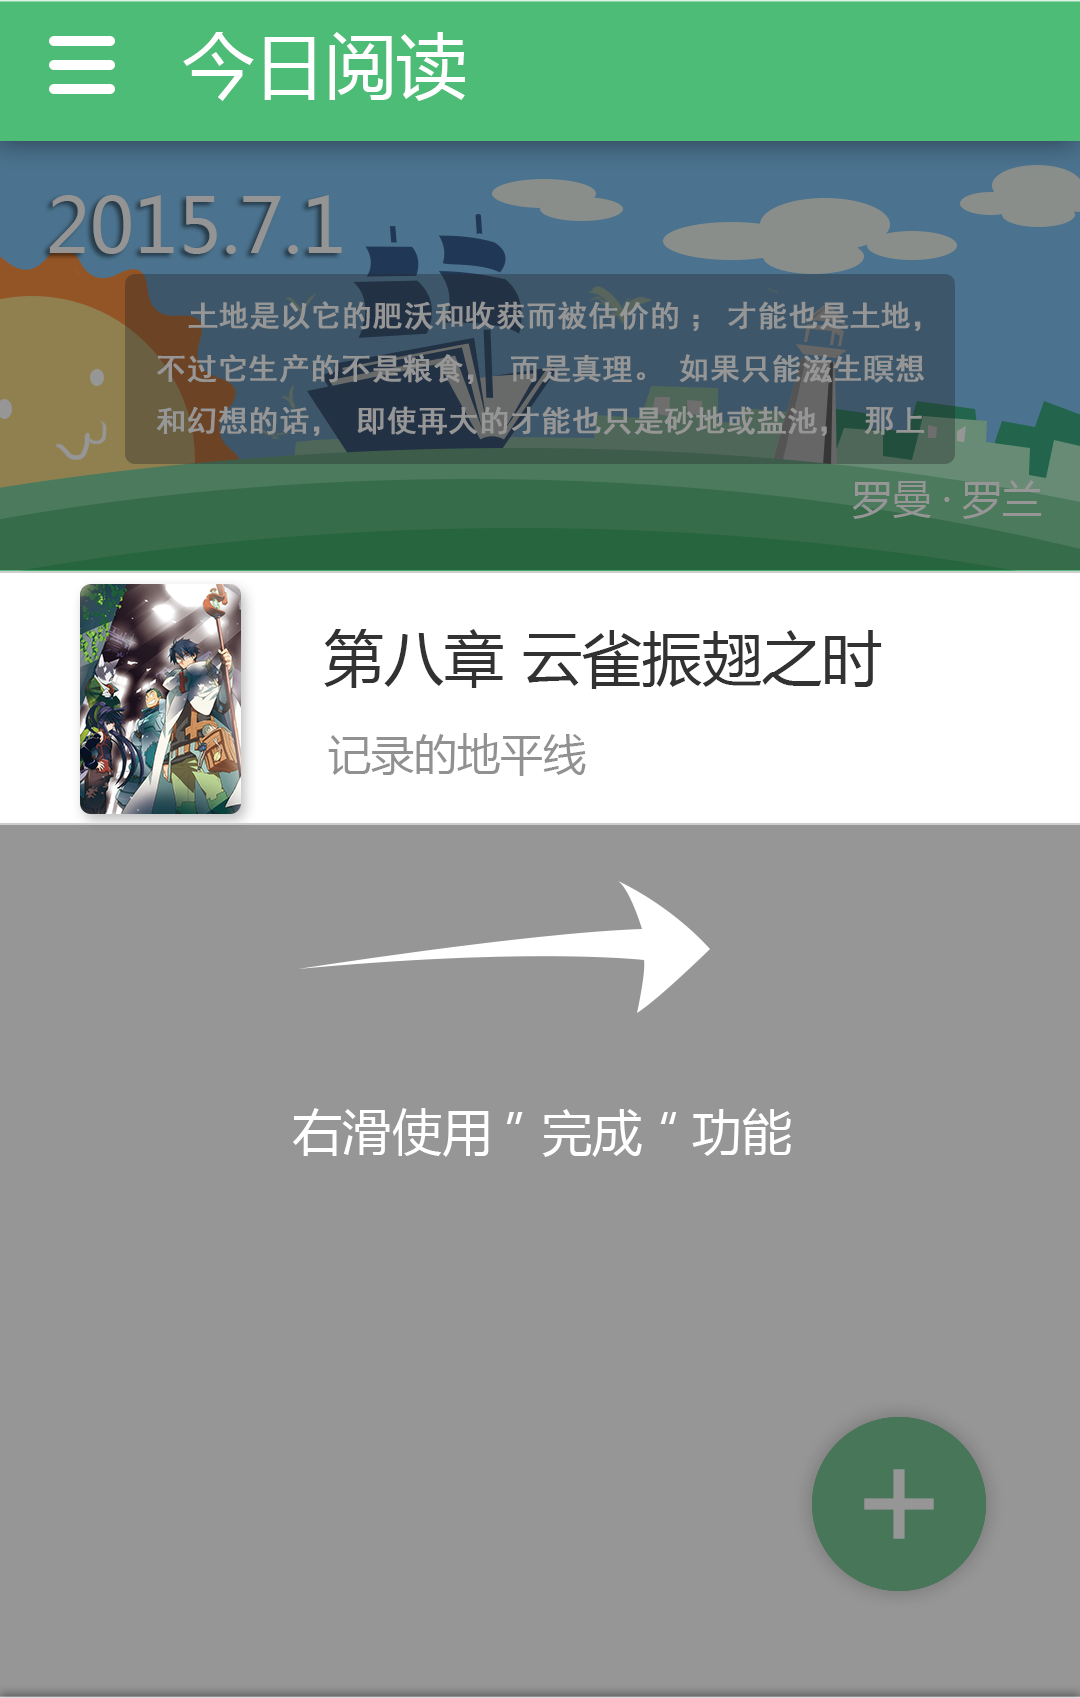 今日阅读
2015.7.1
土地是以它的肥沃和收获而被估价的； 才能也是土地，
不过它生产的不是粮食， 而是真理。 如果只能滋生瞑想
和幻想的话， 即使再大的才能也只是砂地或盐池， 那上
罗曼·罗兰
第八章 云雀振翅之时
记录的地平线
右滑使用 ” 完成 “ 功能